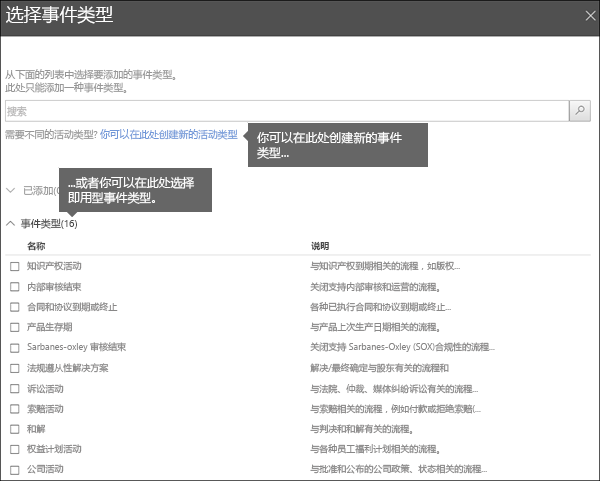 选择事件类型
从下面的列表中选择要添加的事件类型。
此处只能添加一种事件类型。
搜索
需要不同的活动类型? 你可以在此处创建新的活动类型
你可以在此处创建新的事件
类型...
...或者你可以在此处选择
即用型事件类型。
已添加(
事件类型(16)
名称 说明
知识产权活动 与知识产权到期相关的流程，如版权...
内部审核结束 关闭支持内部审核和运营的流程。
合同和协议到期或终止 各种已执行合同和协议到期或终止...
产品生存期 与产品上次生产日期相关的流程。
Sarbanes-oxley 审核结束 关闭支持 Sarbanes-Oxley (SOX)合规性的流程...
法规遵从性解决方案 解决/最终确定与股东有关的流程和
诉讼活动 与法院、仲裁、媒体纠纷诉讼有关的流程...
索赔活动 与索赔相关的流程，例如付款或拒绝索赔(...
和解 与判决和和解有关的流程。
权益计划活动 与各种员工福利计划相关的流程。
公司活动 与批准和公布的公司政策、状态相关的流程...